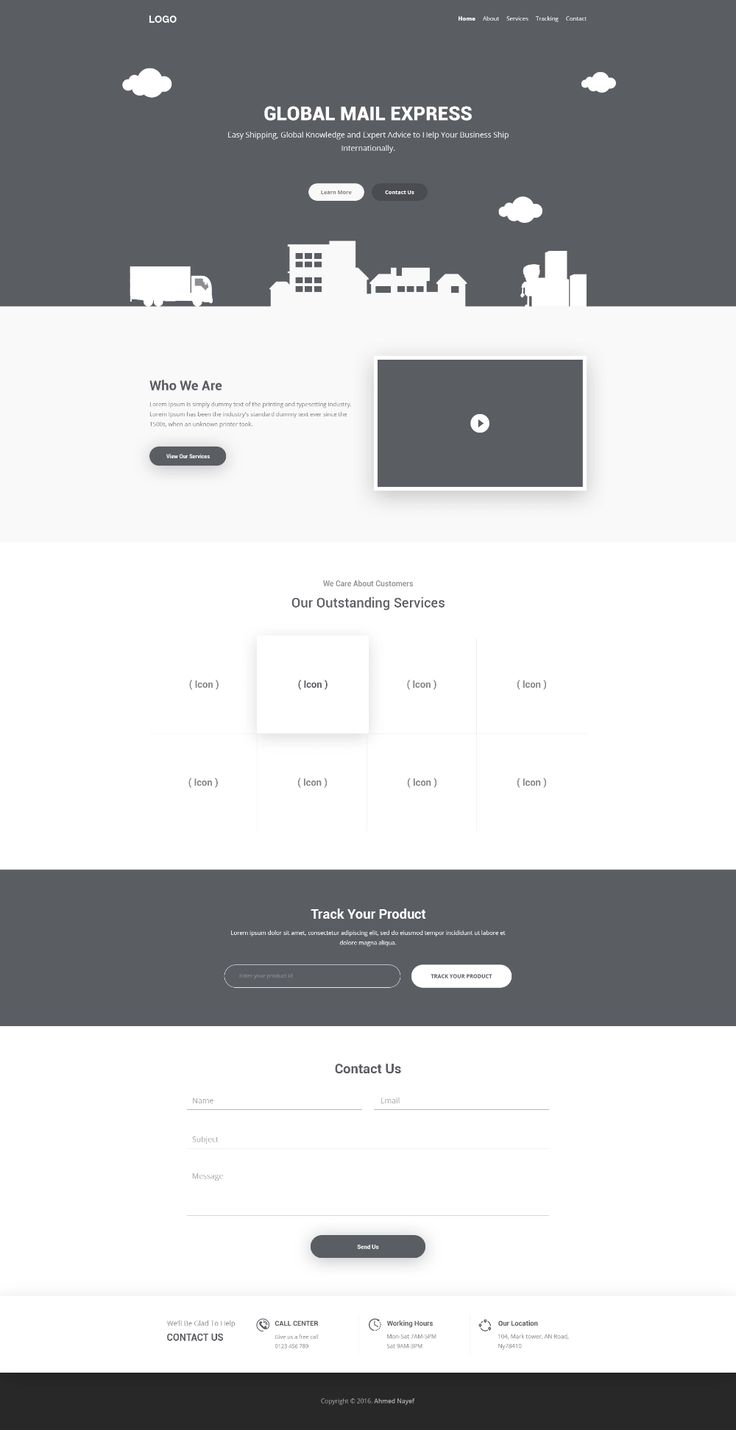 LOGO
Home About Services Tracking Contact
GLOBAL MAIL EXPRESS
Easy Shipping, Global Knowledge and Expert Advice to Help Your Business Ship
Internationally.
Learn More Contact Us
Who We Are
Lorem Ipsum is simply dummy text of the printing and typesetting industry.
Lorem Ipsum has been the industry's standard dummy text ever since the
1500s, when an unknown printer took.
View Our Services
We Care About Customers
Our Outstanding Services
( Icon ) ( Icon ) ( Icon ) ( Icon )
( Icon ) ( Icon ) ( Icon ) ( Icon )
Track Your Product
Lorem ipsum dolor sit amet, consectetur adipiscing elit, sed do eiusmod tempor incididunt ut labore et
dolore magna aliqua.
Enter your product id TRACK YOUR PRODUCT
Contact Us
Name Email
Subject
Message
Send Us
We'll Be Glad To Help
CONTACT US
CALL CENTER
Give us a free call
0123 456 789
Working Hours
Mon-Sat 7AM-5PM
Sat 9AM-3PM
Our Location
104, Mark tower, AN Road,
Ny78410
Copyright © 2016. Ahmed Nayef